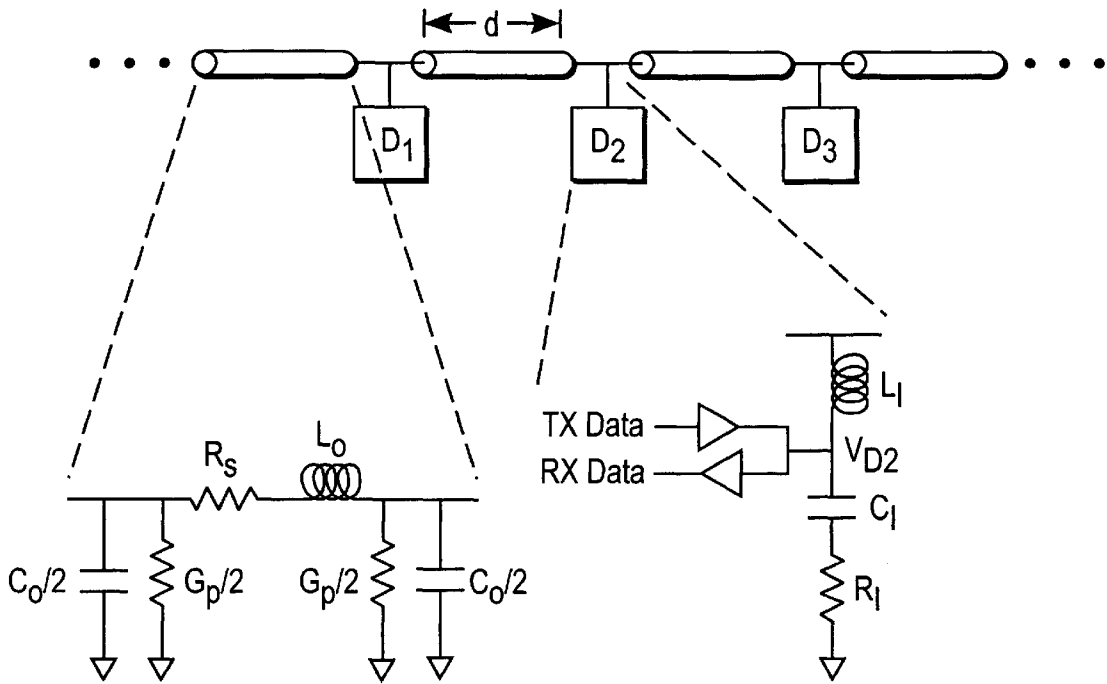 d
D1
D2
D3
Rs
Lo
Co/2
Gp/2
Gp/2
Co/2
TX Data
RX Data
LI
VD2
CI
RI